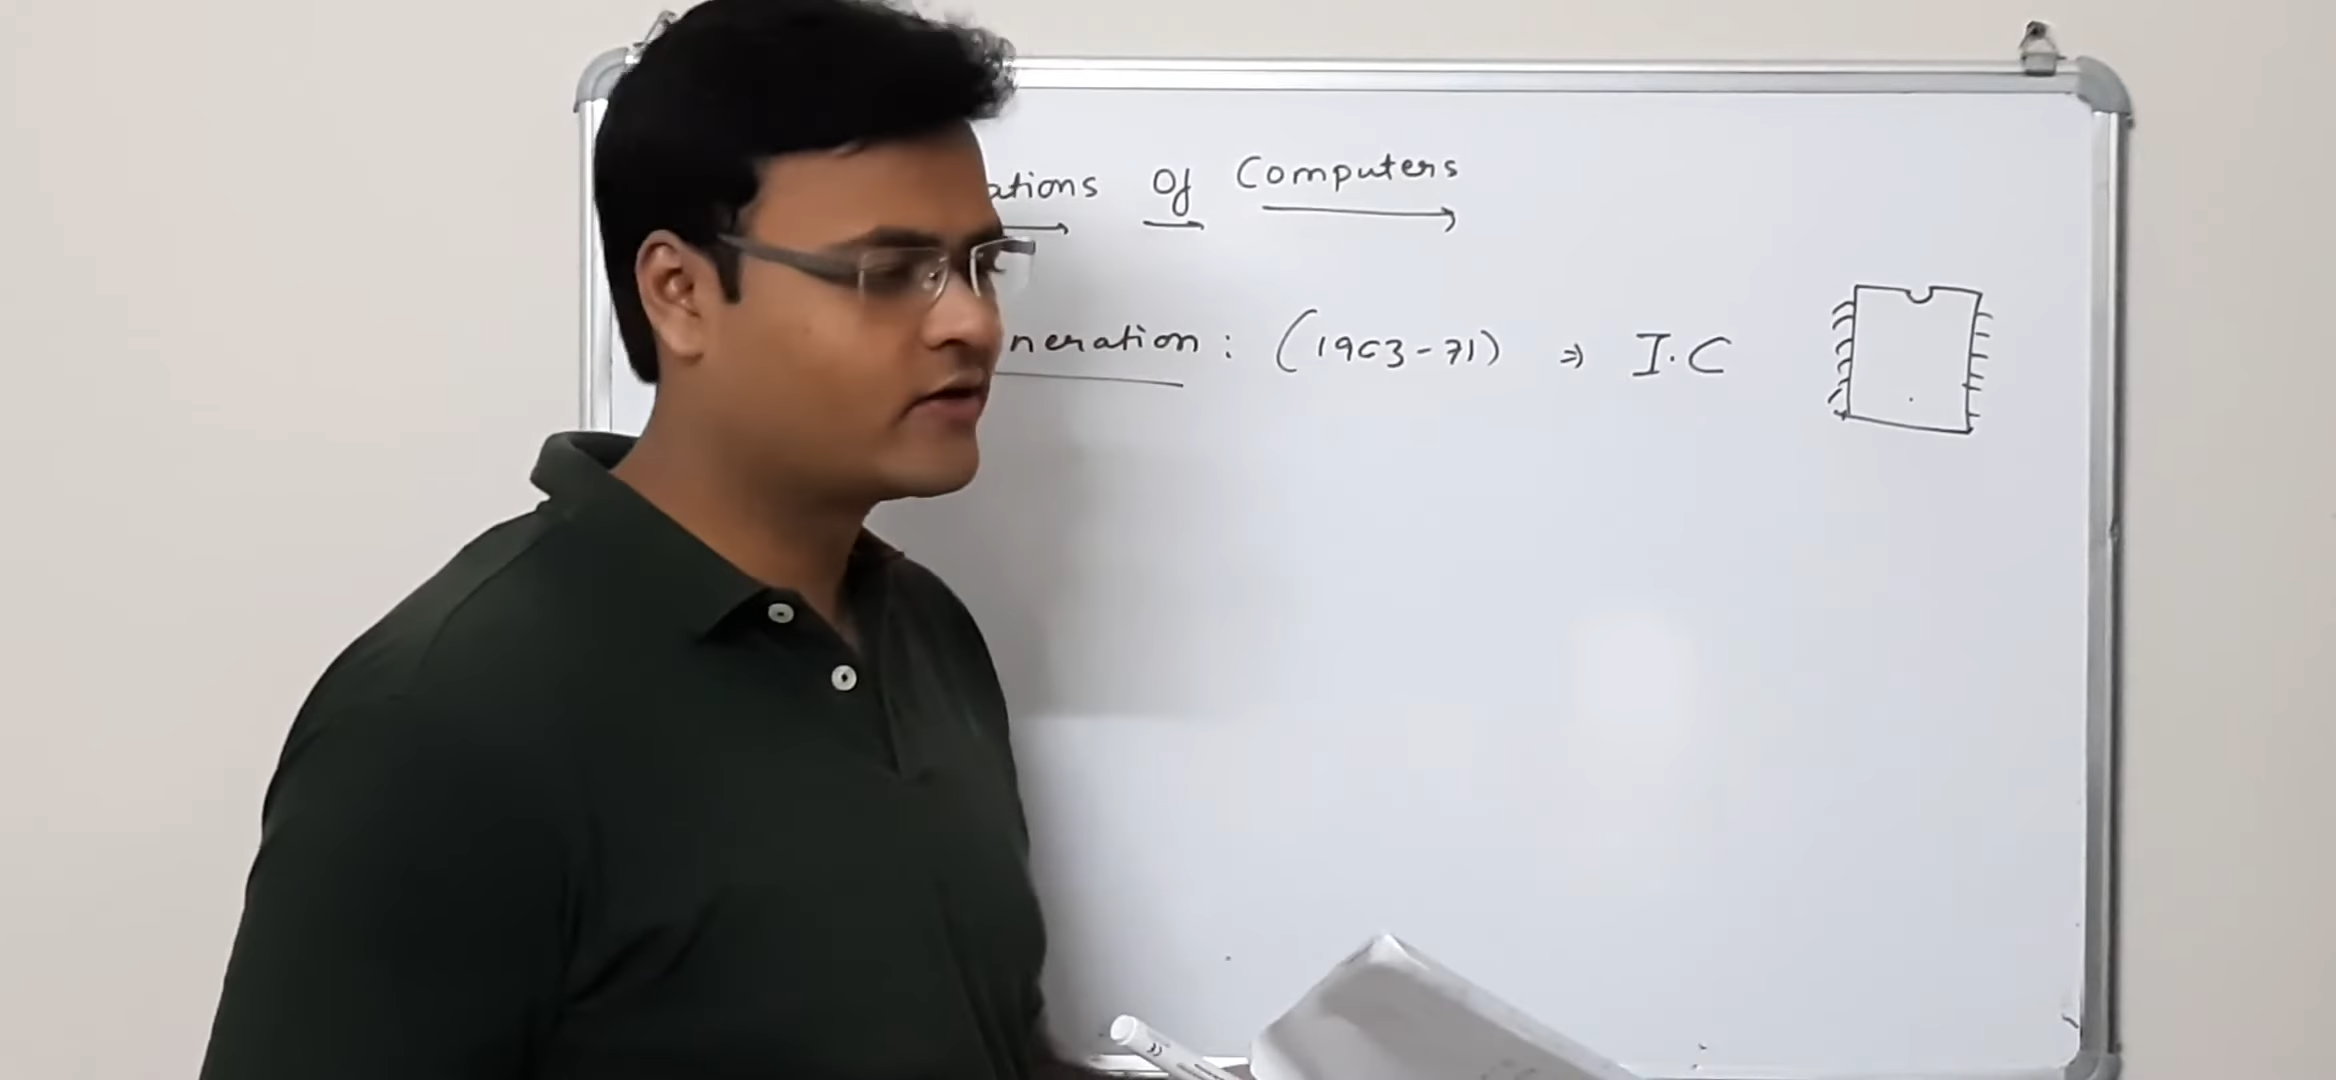 ations Of Computers
neration : (1963-71) ⇒ I.C